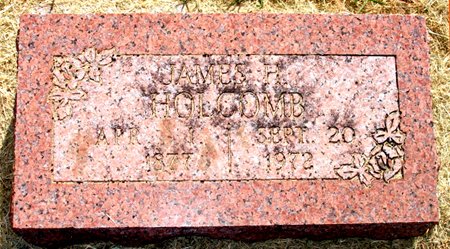 JAMES H.
HOLCOMB
APR SEPT. 20
1877 1972